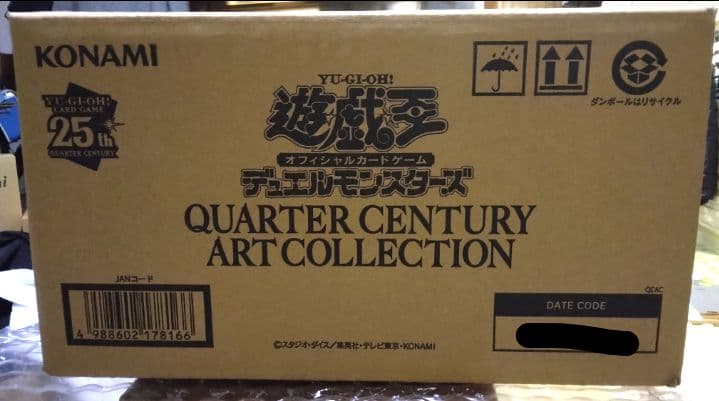 KONAMI
YU-GI-OH!
CARD GAME
25th
QUARTER CENTURY
YU-GI-OH!
遊☆戯☆王
オフィシャルカードゲーム
デュエルモンスターズ
QUARTER CENTURY
ART COLLECTION
ダンボールはリサイクル
JANコード
4 988602 178166
QCAC
DATE CODE
©スタジオ・ダイス/集英社・テレビ東京・KONAMI